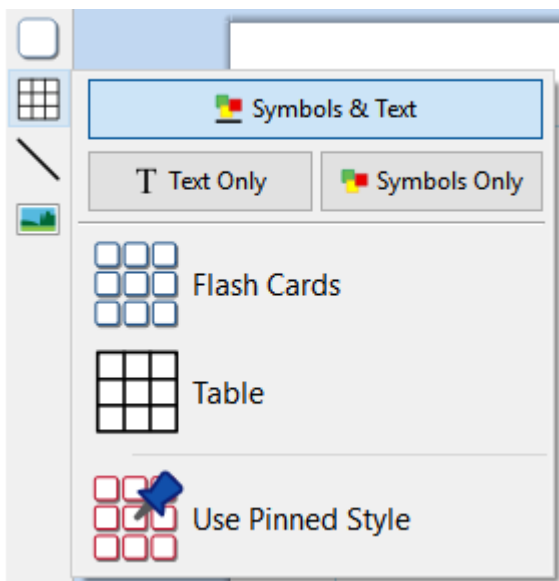 Symbols & Text
T Text Only
Symbols Only
Flash Cards
Table
Use Pinned Style